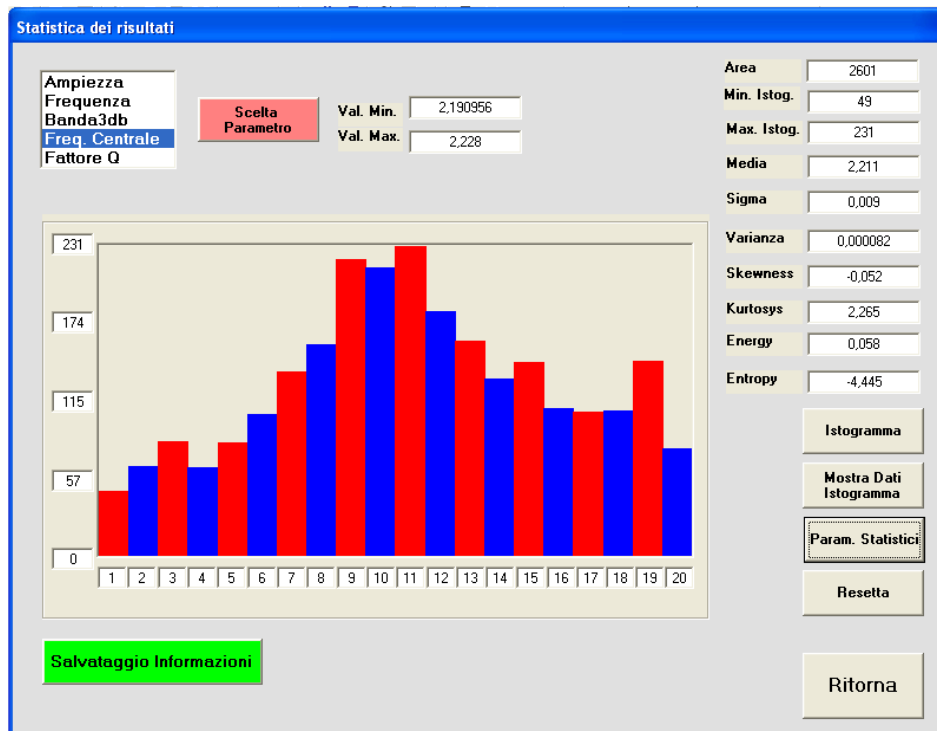 Statistica dei risultati
Ampiezza
Frequenza
Banda3db
Freq. Centrale
Fattore Q
Scelta
Parametro
Val. Min. 2,190956
Val. Max. 2,228
Area 2601
Min. Istog. 49
Max. Istog. 231
Media 2,211
Sigma 0,009
Varianza 0,000082
Skewness -0,052
Kurtosys 2,265
Energy 0,058
Entropy -4,445
231
174
115
57
0
1 2 3 4 5 6 7 8 9 10 11 12 13 14 15 16 17 18 19 20
Istogramma
Mostra Dati
Istogramma
Param. Statistici
Resetta
Salvataggio Informazioni
Ritorna